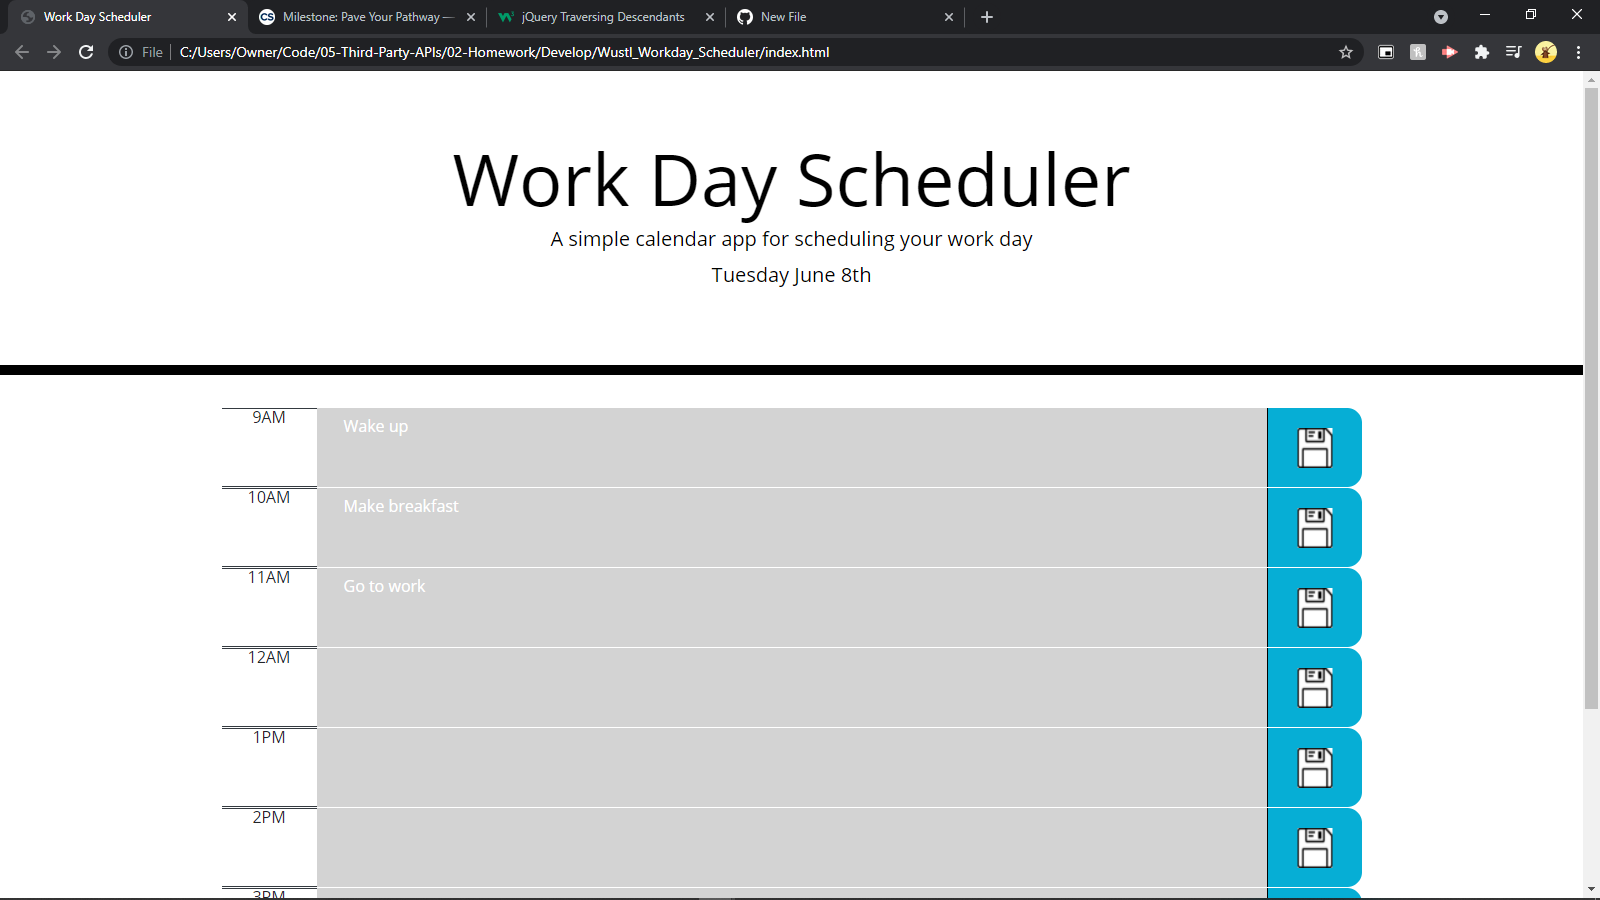 Work Day Scheduler
Milestone: Pave Your Pathway —
jQuery Traversing Descendants
New File
File
C:/Users/Owner/Code/05-Third-Party-APIs/02-Homework/Develop/Wustl_Workday_Scheduler/index.html
Work Day Scheduler
A simple calendar app for scheduling your work day
Tuesday June 8th
9AM
Wake up
10AM
Make breakfast
11AM
Go to work
12AM
1PM
2PM
3PM